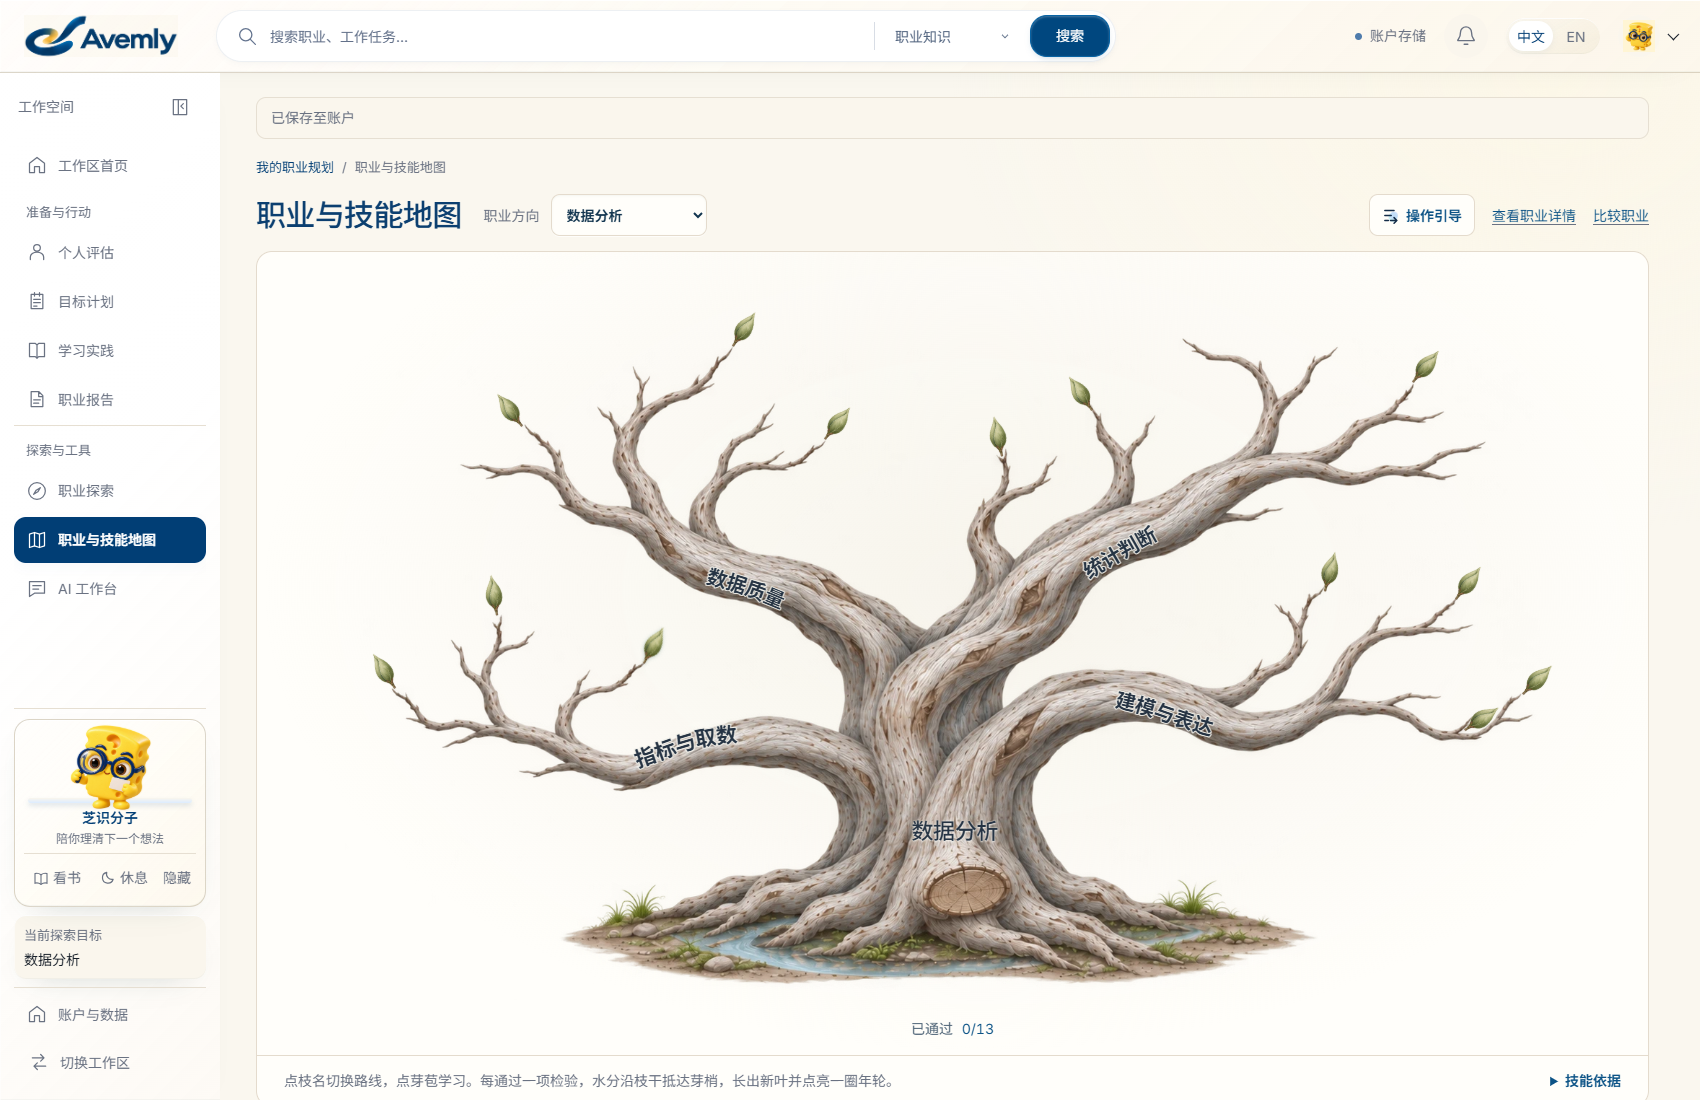 Avemly
搜索职业、工作任务...
职业知识
搜索
账户存储
中文
EN
工作空间
工作区首页
准备与行动
个人评估
目标计划
学习实践
职业报告
探索与工具
职业探索
职业与技能地图
AI 工作台
芝识分子
陪你理清下一个想法
看书
休息
隐藏
当前探索目标
数据分析
账户与数据
切换工作区
已保存至账户
我的职业规划 / 职业与技能地图
职业与技能地图
职业方向
数据分析
操作引导
查看职业详情
比较职业
数据质量
统计判断
指标与取数
建模与表达
数据分析
已通过 0/13
点枝名切换路线，点芽苞学习。每通过一项检验，水分沿枝干抵达芽梢，长出新叶并点亮一圈年轮。
技能依据